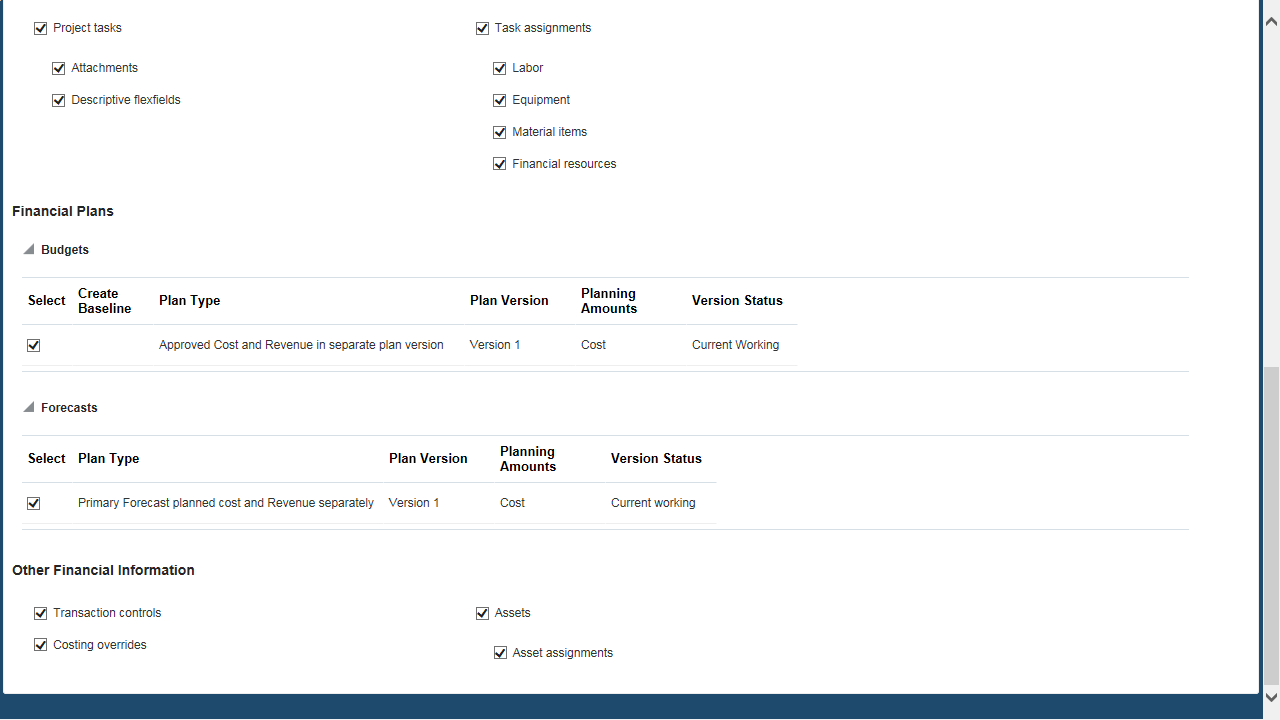 Project tasks
Task assignments
Attachments
Labor
Descriptive flexfields
Equipment
Material items
Financial resources
Financial Plans
Budgets
Select Create Baseline Plan Type Plan Version Planning Amounts Version Status
Approved Cost and Revenue in separate plan version Version 1 Cost Current Working
Forecasts
Select Plan Type Plan Version Planning Amounts Version Status
Primary Forecast planned cost and Revenue separately Version 1 Cost Current working
Other Financial Information
Transaction controls
Assets
Costing overrides
Asset assignments